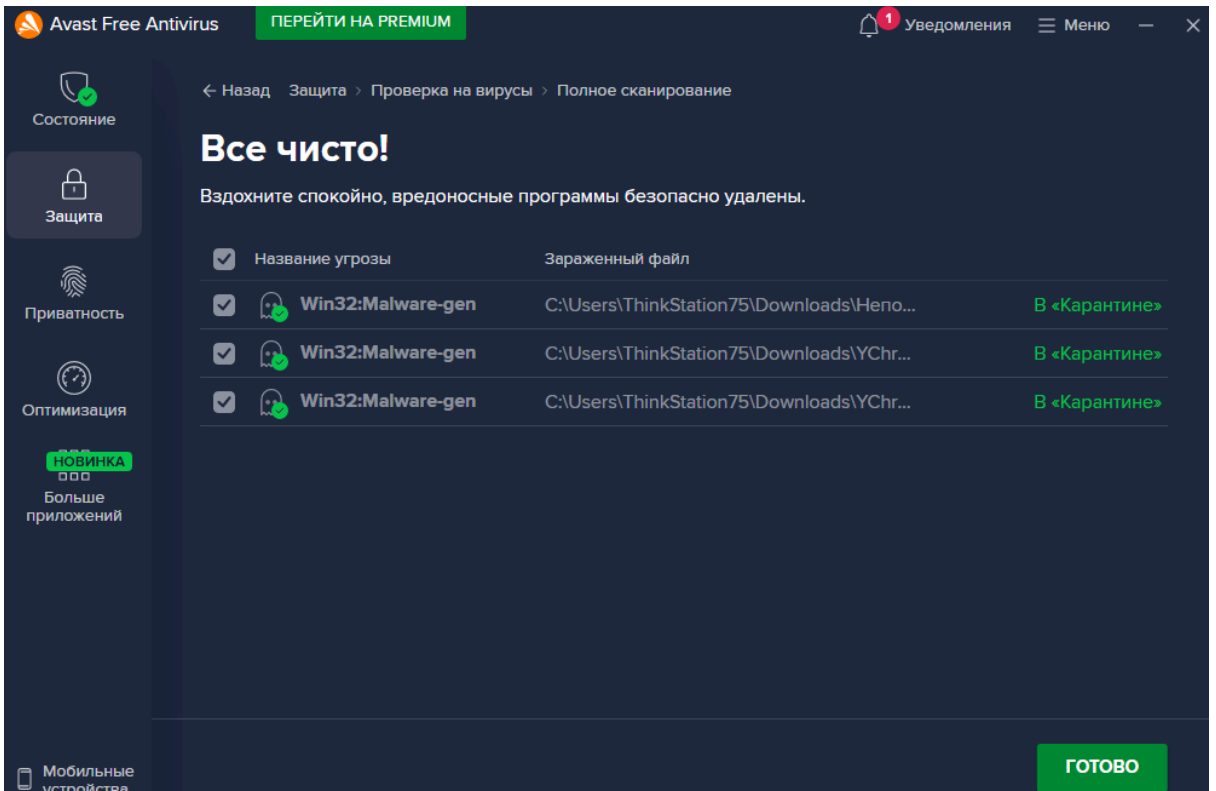 Avast Free Antivirus
ПЕРЕЙТИ НА PREMIUM
1
Уведомления
Меню
Состояние
Защита
Приватность
Оптимизация
НОВИНКА
Больше
приложений
Мобильные
устройства
← Назад Защита > Проверка на вирусы > Полное сканирование
Все чисто!
Вздохните спокойно, вредоносные программы безопасно удалены.
Название угрозы Зараженный файл
Win32:Malware-gen C:\Users\ThinkStation75\Downloads\Непо... В «Карантине»
Win32:Malware-gen C:\Users\ThinkStation75\Downloads\YChr... В «Карантине»
Win32:Malware-gen C:\Users\ThinkStation75\Downloads\YChr... В «Карантине»
ГОТОВО